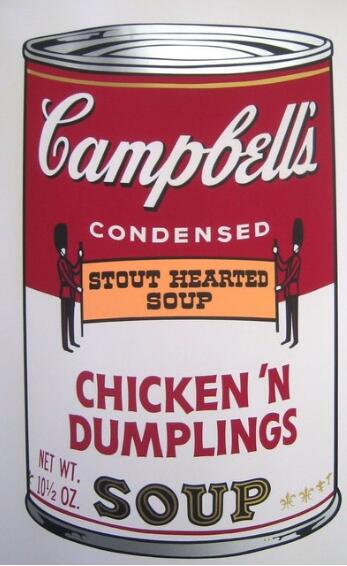 Campbell's
CONDENSED
STOUT HEARTED
SOUP
CHICKEN 'N
DUMPLINGS
NET WT.
10½ OZ.
SOUP